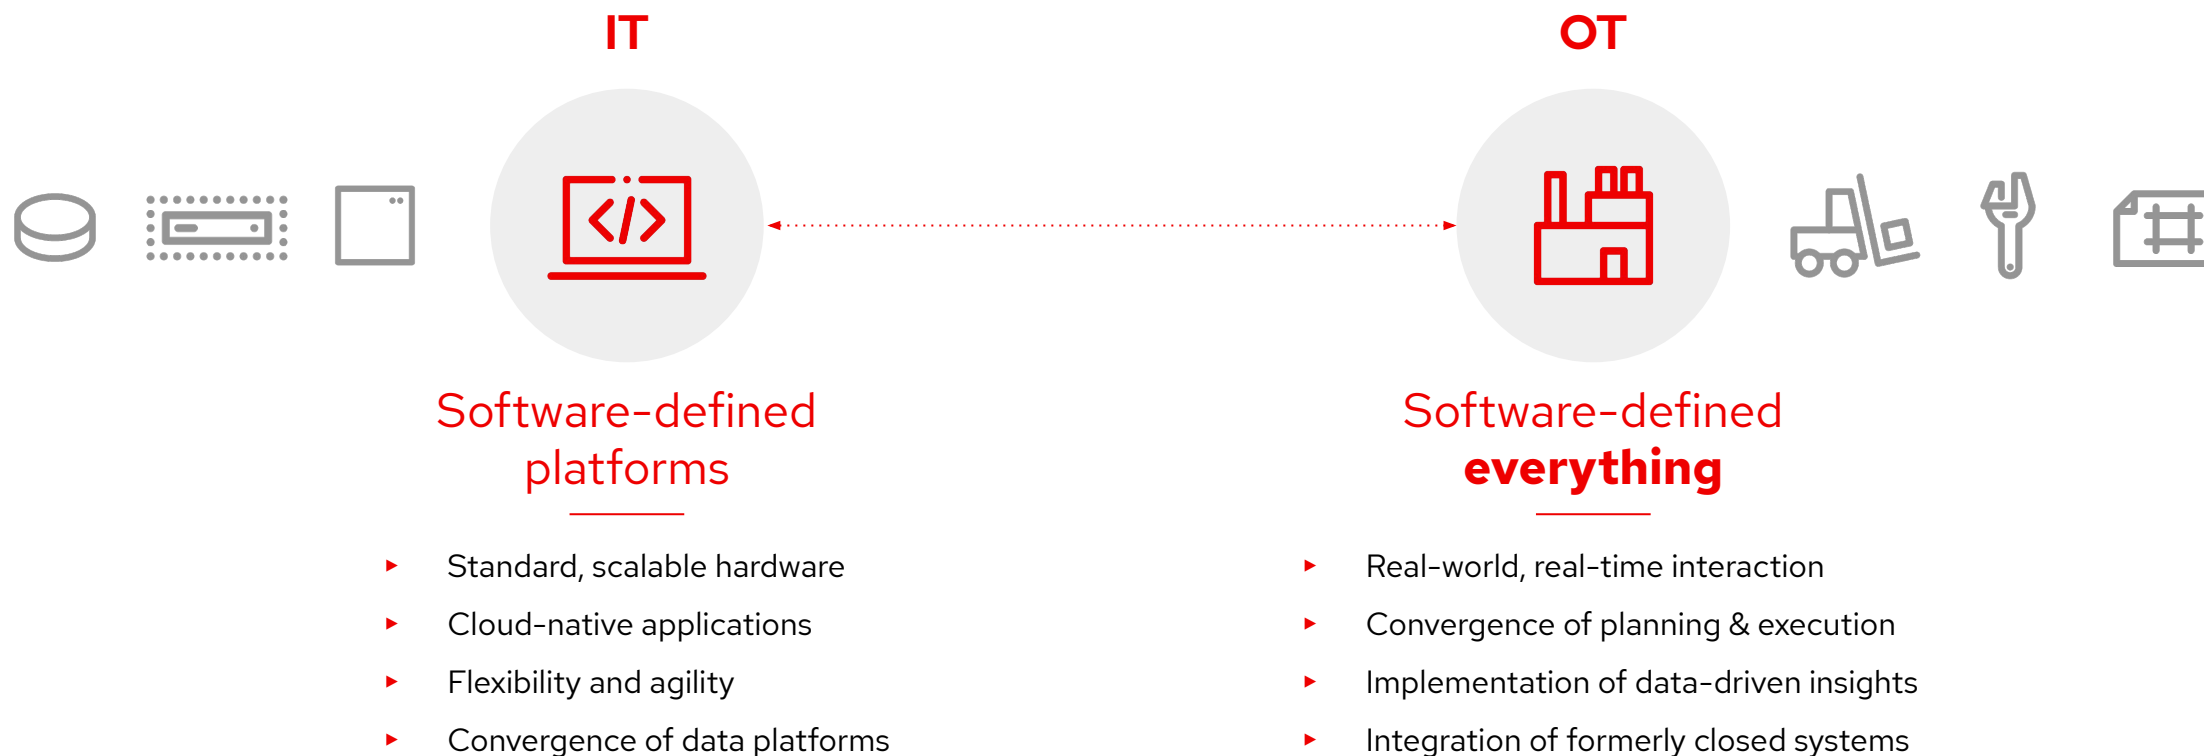 IT
OT
Software-defined
platforms
Standard, scalable hardware
Cloud-native applications
Flexibility and agility
Convergence of data platforms
Software-defined
everything
Real-world, real-time interaction
Convergence of planning & execution
Implementation of data-driven insights
Integration of formerly closed systems